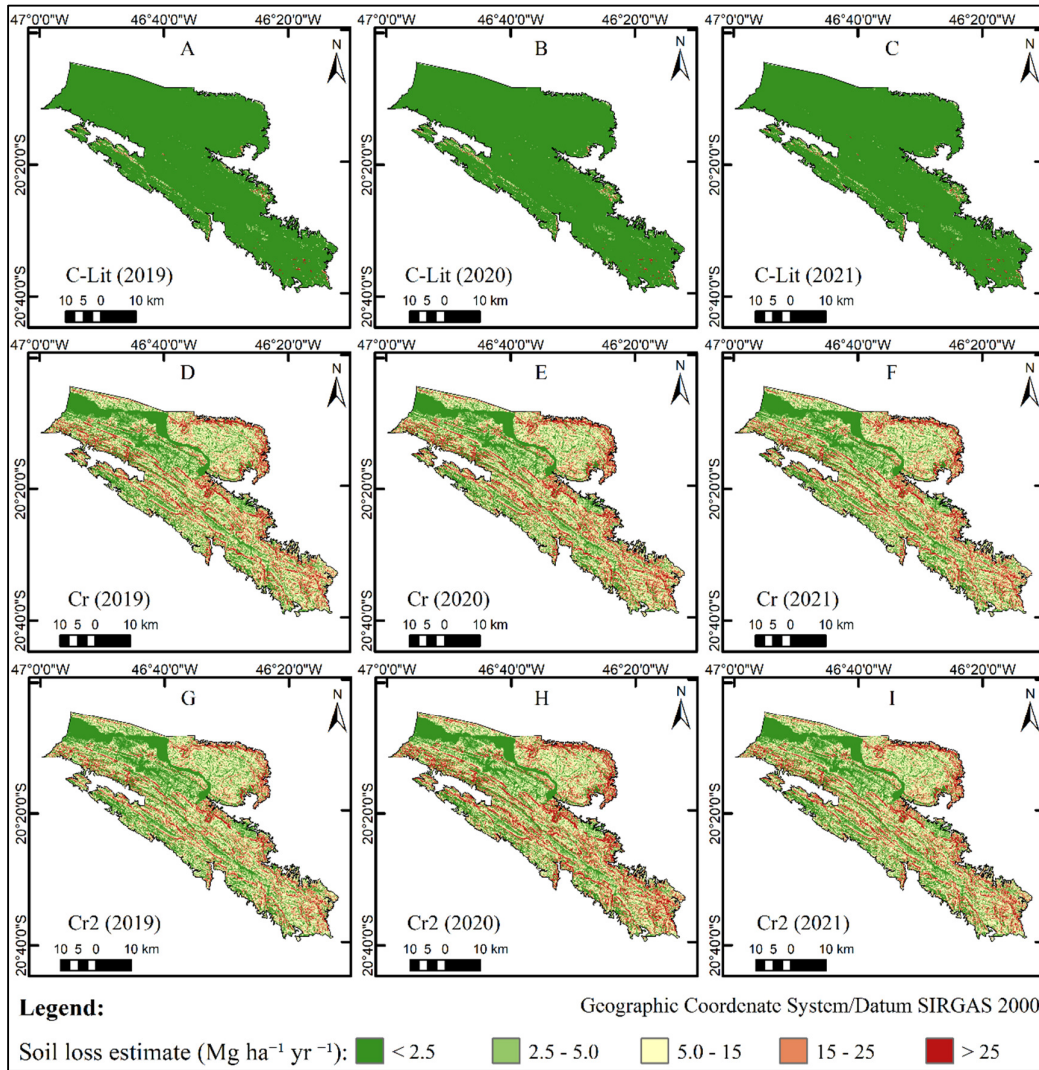 47°0'0"W 46°40'0"W 46°20'0"W 47°0'0"W 46°40'0"W 46°20'0"W 47°0'0"W 46°40'0"W 46°20'0"W
A B C
N N N
20°20'0"S 20°20'0"S 20°20'0"S
20°40'0"S 20°40'0"S 20°40'0"S
C-Lit (2019) C-Lit (2020) C-Lit (2021)
10 5 0 10 km 10 5 0 10 km 10 5 0 10 km
47°0'0"W 46°40'0"W 46°20'0"W 47°0'0"W 46°40'0"W 46°20'0"W 47°0'0"W 46°40'0"W 46°20'0"W
D E F
N N N
20°20'0"S 20°20'0"S 20°20'0"S
20°40'0"S 20°40'0"S 20°40'0"S
Cr (2019) Cr (2020) Cr (2021)
10 5 0 10 km 10 5 0 10 km 10 5 0 10 km
47°0'0"W 46°40'0"W 46°20'0"W 47°0'0"W 46°40'0"W 46°20'0"W 47°0'0"W 46°40'0"W 46°20'0"W
G H I
N N N
20°20'0"S 20°20'0"S 20°20'0"S
20°40'0"S 20°40'0"S 20°40'0"S
Cr2 (2019) Cr2 (2020) Cr2 (2021)
10 5 0 10 km 10 5 0 10 km 10 5 0 10 km
Legend: Geographic Coordenate System/Datum SIRGAS 2000
Soil loss estimate (Mg ha⁻¹ yr ⁻¹): < 2.5 2.5 - 5.0 5.0 - 15 15 - 25 > 25